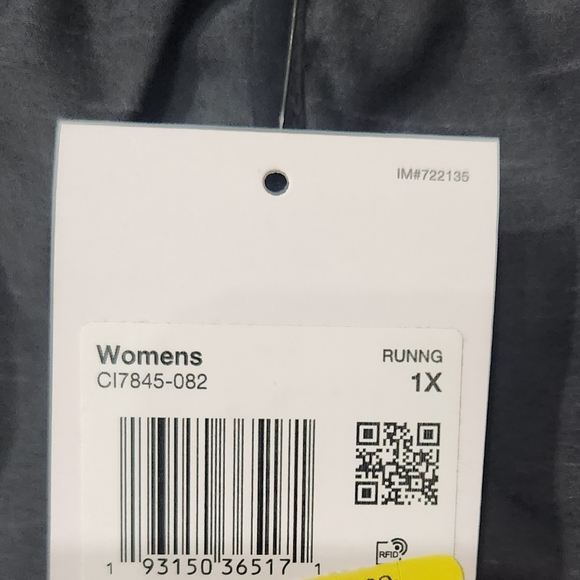 IM#722135
Womens RUNNG
CI7845-082 1X
RFID
1 93150 36517 1